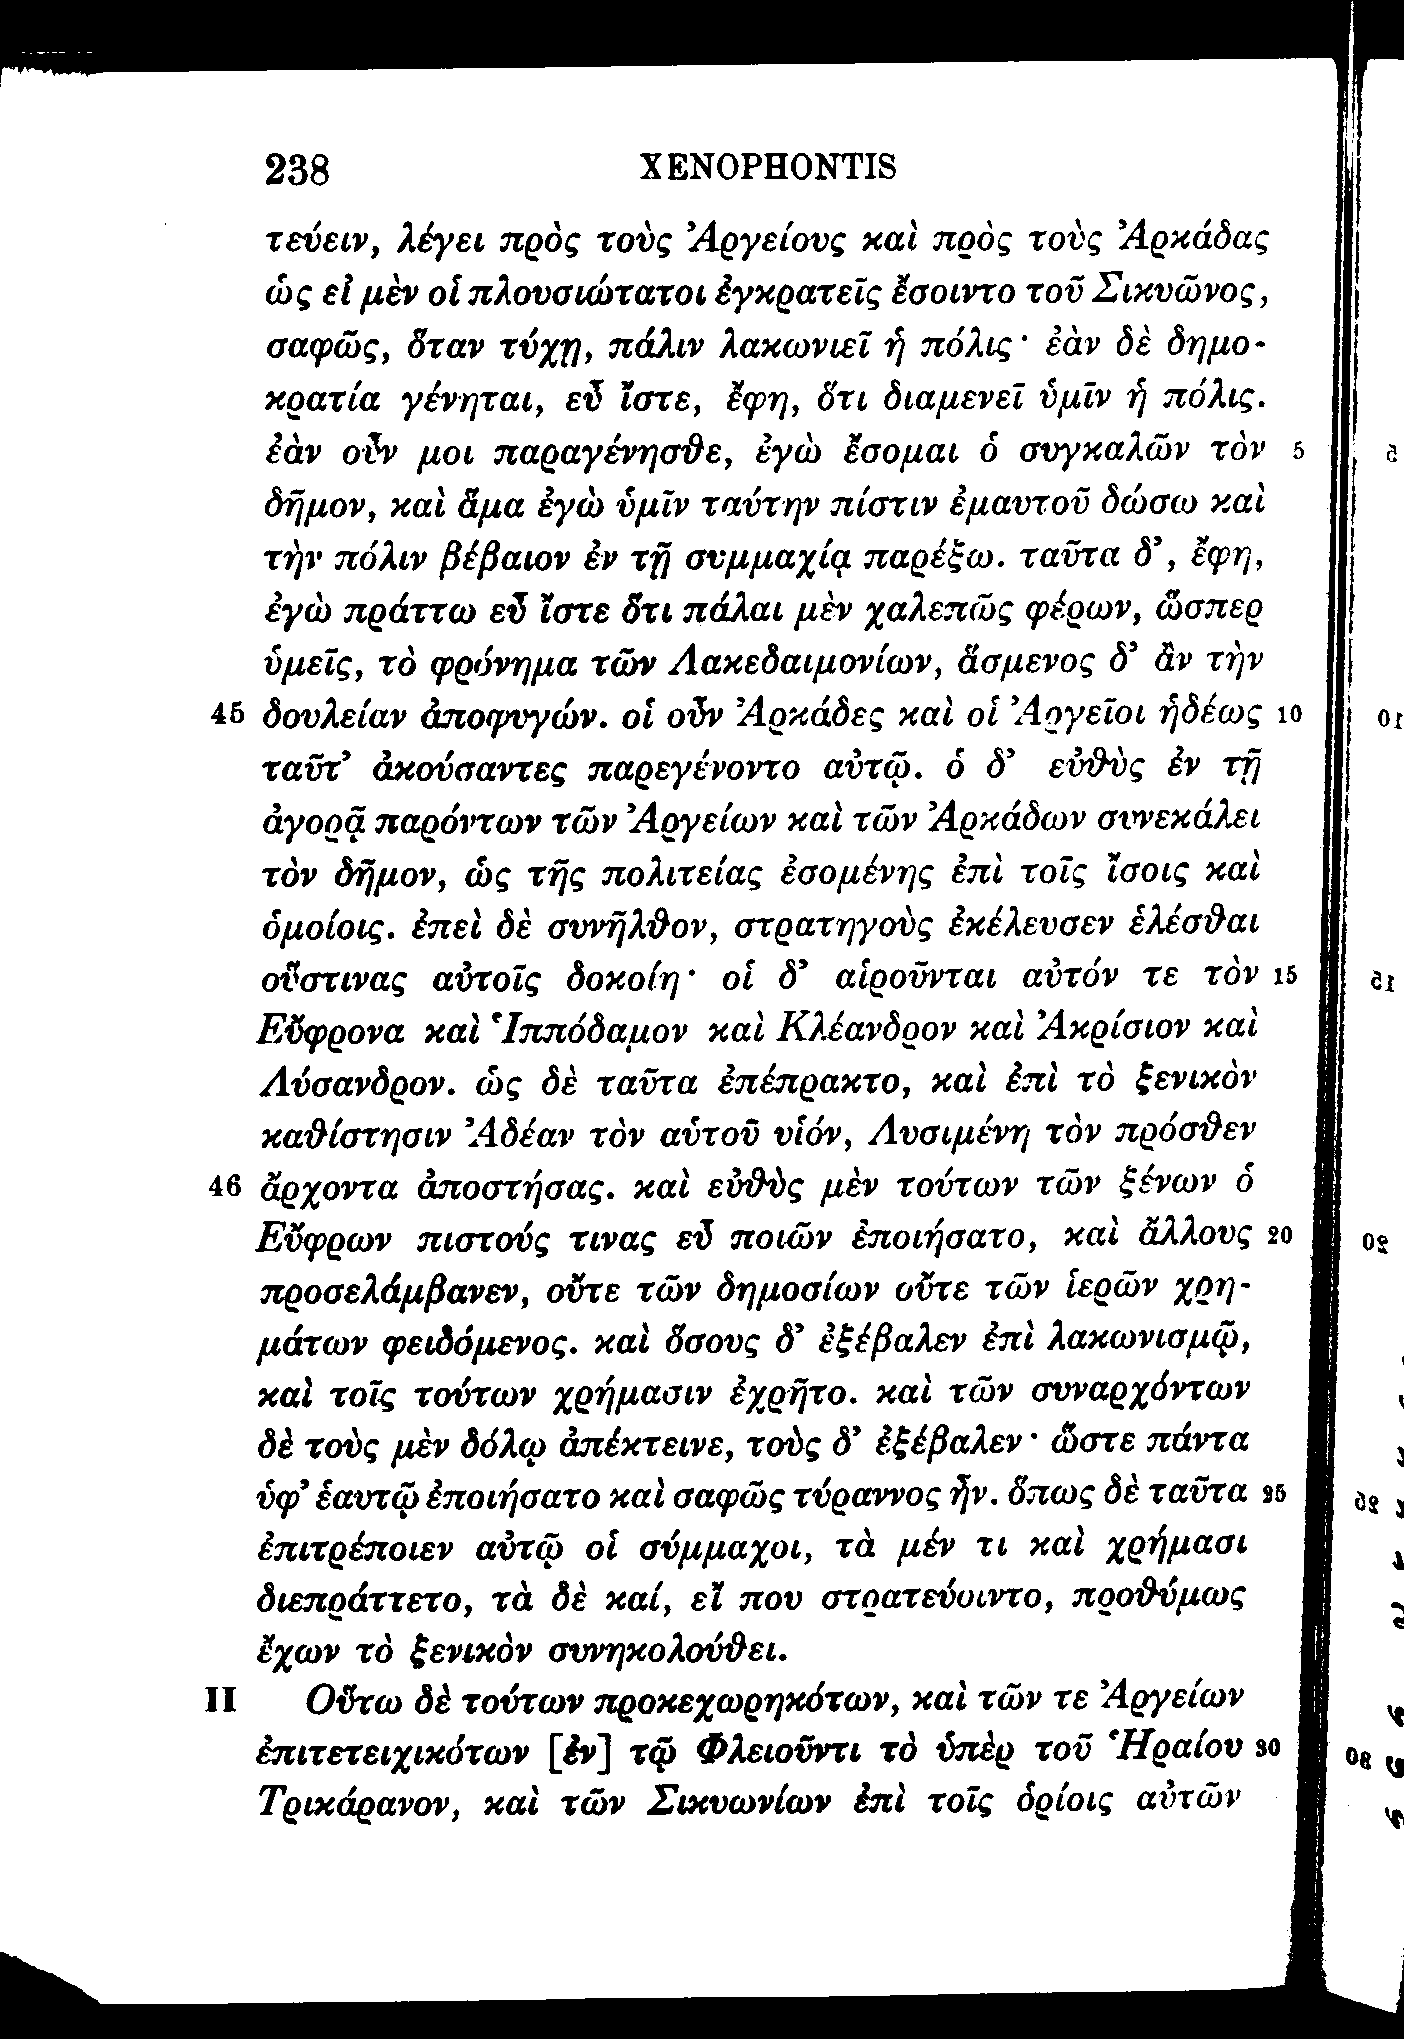 238 XENOPHONTIS
τεύειν, λέγει πρὸς τοὺς Ἀργείους καὶ πρὸς τοὺς Ἀρκάδας
ὡς εἰ μὲν οἱ πλουσιώτατοι ἐγκρατεῖς ἔσοιντο τοῦ Σικυῶνος,
σαφῶς, ὅταν τύχῃ, πάλιν λακωνιεῖ ἡ πόλις· ἐὰν δὲ δημο-
κρατία γένηται, εὖ ἴστε, ἔφη, ὅτι διαμενεῖ ὑμῖν ἡ πόλις.
ἐὰν οὖν μοι παραγένησθε, ἐγὼ ἔσομαι ὁ συγκαλῶν τὸν 5
δῆμον, καὶ ἅμα ἐγὼ ὑμῖν ταύτην πίστιν ἐμαυτοῦ δώσω καὶ
τὴν πόλιν βέβαιον ἐν τῇ συμμαχίᾳ παρέξω. ταῦτα δ', ἔφη,
ἐγὼ πράττω εὖ ἴστε ὅτι πάλαι μὲν χαλεπῶς φέρων, ὥσπερ
ὑμεῖς, τὸ φρόνημα τῶν Λακεδαιμονίων, ἅσμενος δ' ἂν τὴν
45 δουλείαν ἀποφυγών. οἱ οὖν Ἀρκάδες καὶ οἱ Ἀργεῖοι ἡδέως 10
ταῦτ' ἀκούσαντες παρεγένοντο αὐτῷ. ὁ δ' εὐθὺς ἐν τῇ
ἀγορᾷ παρόντων τῶν Ἀργείων καὶ τῶν Ἀρκάδων συνεκάλει
τὸν δῆμον, ὡς τῆς πολιτείας ἐσομένης ἐπὶ τοῖς ἴσοις καὶ
ὁμοίοις. ἐπεὶ δὲ συνῆλθον, στρατηγοὺς ἐκέλευσεν ἑλέσθαι
οὕστινας αὐτοῖς δοκοίη· οἱ δ' αἱροῦνται αὐτόν τε τὸν 15
Εὔφρονα καὶ Ἱππόδαμον καὶ Κλέανδρον καὶ Ἀκρίσιον καὶ
Λύσανδρον. ὡς δὲ ταῦτα ἐπέπρακτο, καὶ ἐπὶ τὸ ξενικὸν
καθίστησιν Ἀδέαν τὸν αὑτοῦ υἱόν, Λυσιμένη τὸν πρόσθεν
46 ἄρχοντα ἀποστήσας. καὶ εὐθὺς μὲν τούτων τῶν ξένων ὁ
Εὔφρων πιστούς τινας εὖ ποιῶν ἐποιήσατο, καὶ ἄλλους 20
προσελάμβανεν, οὔτε τῶν δημοσίων οὔτε τῶν ἱερῶν χρη-
μάτων φειδόμενος. καὶ ὅσους δ' ἐξέβαλεν ἐπὶ λακωνισμῷ,
καὶ τοῖς τούτων χρήμασιν ἐχρῆτο. καὶ τῶν συναρχόντων
δὲ τοὺς μὲν δόλῳ ἀπέκτεινε, τοὺς δ' ἐξέβαλεν· ὥστε πάντα
ὑφ' ἑαυτῷ ἐποιήσατο καὶ σαφῶς τύραννος ἦν. ὅπως δὲ ταῦτα 25
ἐπιτρέποιεν αὐτῷ οἱ σύμμαχοι, τὰ μέν τι καὶ χρήμασι
διεπράττετο, τὰ δὲ καί, εἴ που στρατεύοιντο, προθύμως
ἔχων τὸ ξενικὸν συνηκολούθει.
II Οὕτω δὲ τούτων προκεχωρηκότων, καὶ τῶν τε Ἀργείων
ἐπιτετειχικότων [ἐν] τῷ Φλειοῦντι τὸ ὑπὲρ τοῦ Ἡραίου 30
Τρικάρανον, καὶ τῶν Σικυωνίων ἐπὶ τοῖς ὁρίοις αὐτῶν